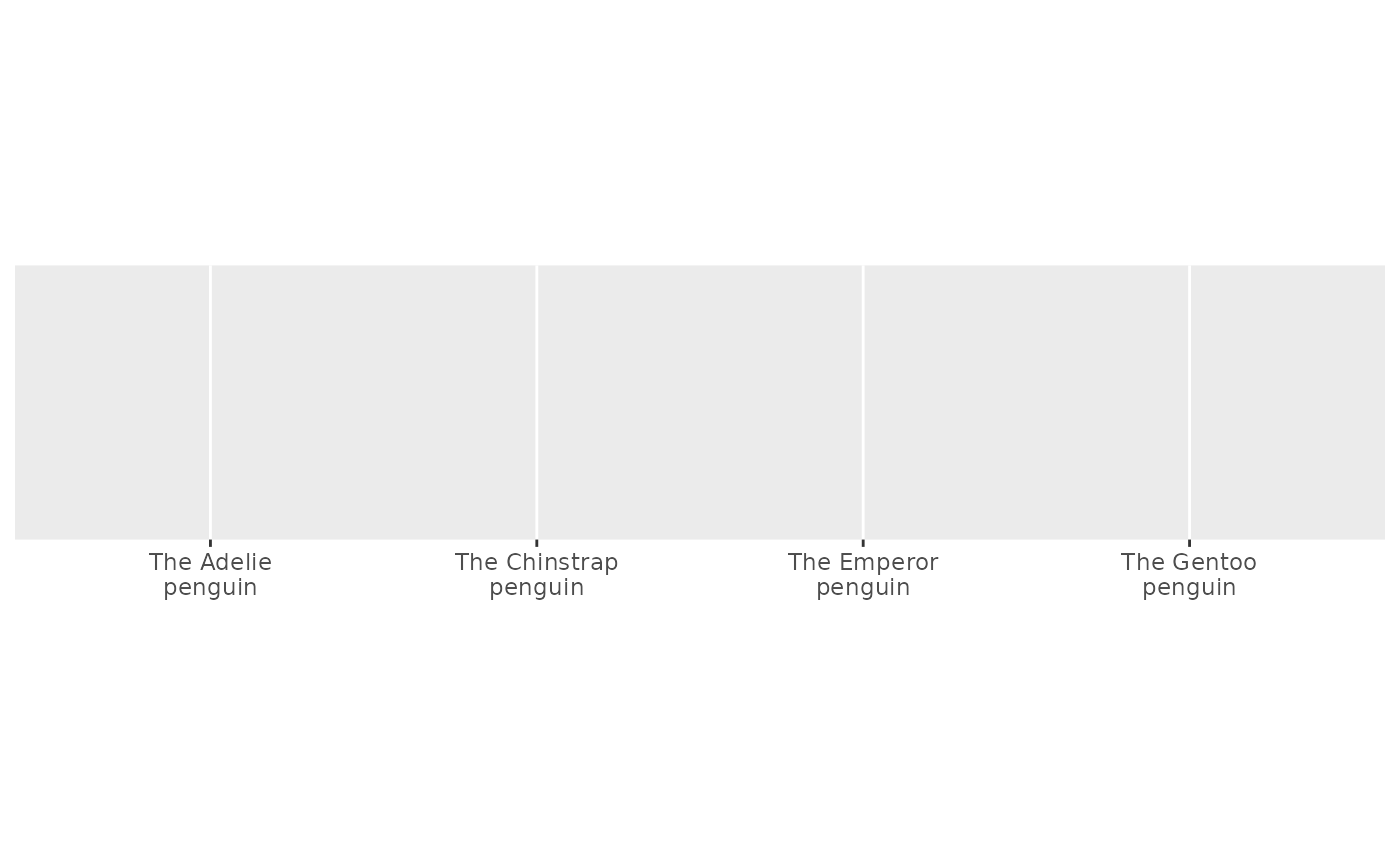 The Adelie
penguin
The Chinstrap
penguin
The Emperor
penguin
The Gentoo
penguin